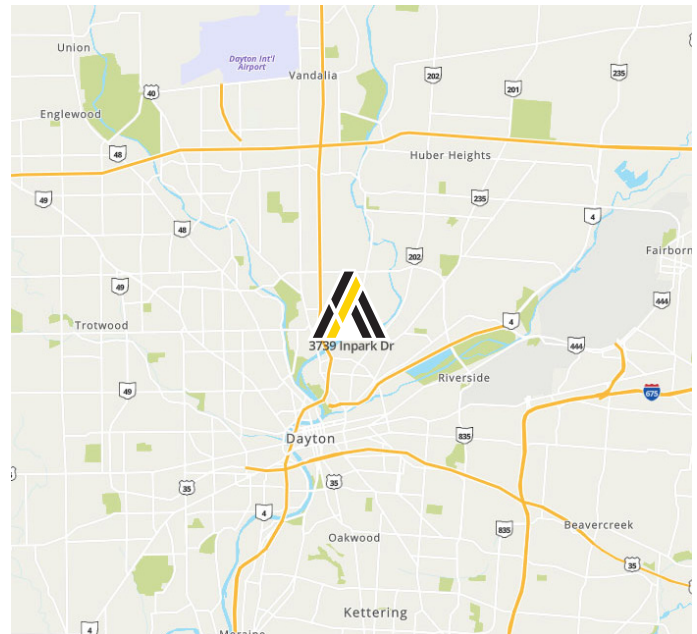 Union
Dayton Int'l
Airport
Vandalia
202
235
201
40
Englewood
48
Huber Heights
49
235
48
4
202
Fairborn
49
444
Trotwood
3739 Inpark Dr
4
444
Riverside
49
675
Dayton
835
35
35
4
Beavercreek
835
Oakwood
35
Kettering
4